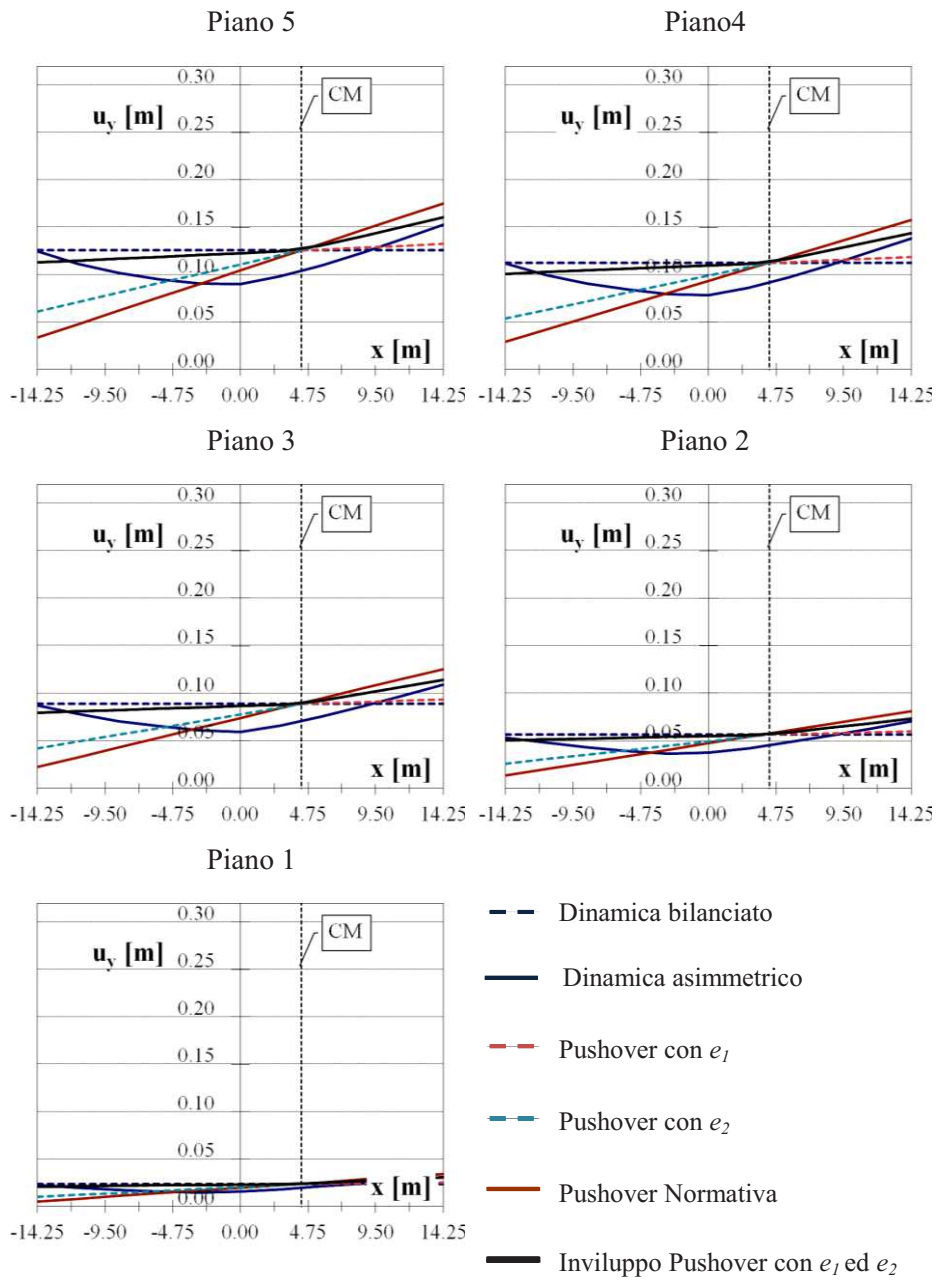 Piano 5
Piano4
u_y [m]
CM
0.30
0.25
0.20
0.15
0.10
0.05
0.00
x [m]
-14.25 -9.50 -4.75 0.00 4.75 9.50 14.25
u_y [m]
CM
0.30
0.25
0.20
0.15
0.10
0.05
0.00
x [m]
-14.25 -9.50 -4.75 0.00 4.75 9.50 14.25
Piano 3
Piano 2
u_y [m]
CM
0.30
0.25
0.20
0.15
0.10
0.05
0.00
x [m]
-14.25 -9.50 -4.75 0.00 4.75 9.50 14.25
u_y [m]
CM
0.30
0.25
0.20
0.15
0.10
0.05
0.00
x [m]
-14.25 -9.50 -4.75 0.00 4.75 9.50 14.25
Piano 1
u_y [m]
CM
0.30
0.25
0.20
0.15
0.10
0.05
0.00
x [m]
-14.25 -9.50 -4.75 0.00 4.75 9.50 14.25
Dinamica bilanciato
Dinamica asimmetrico
Pushover con e1
Pushover con e2
Pushover Normativa
Inviluppo Pushover con e1 ed e2